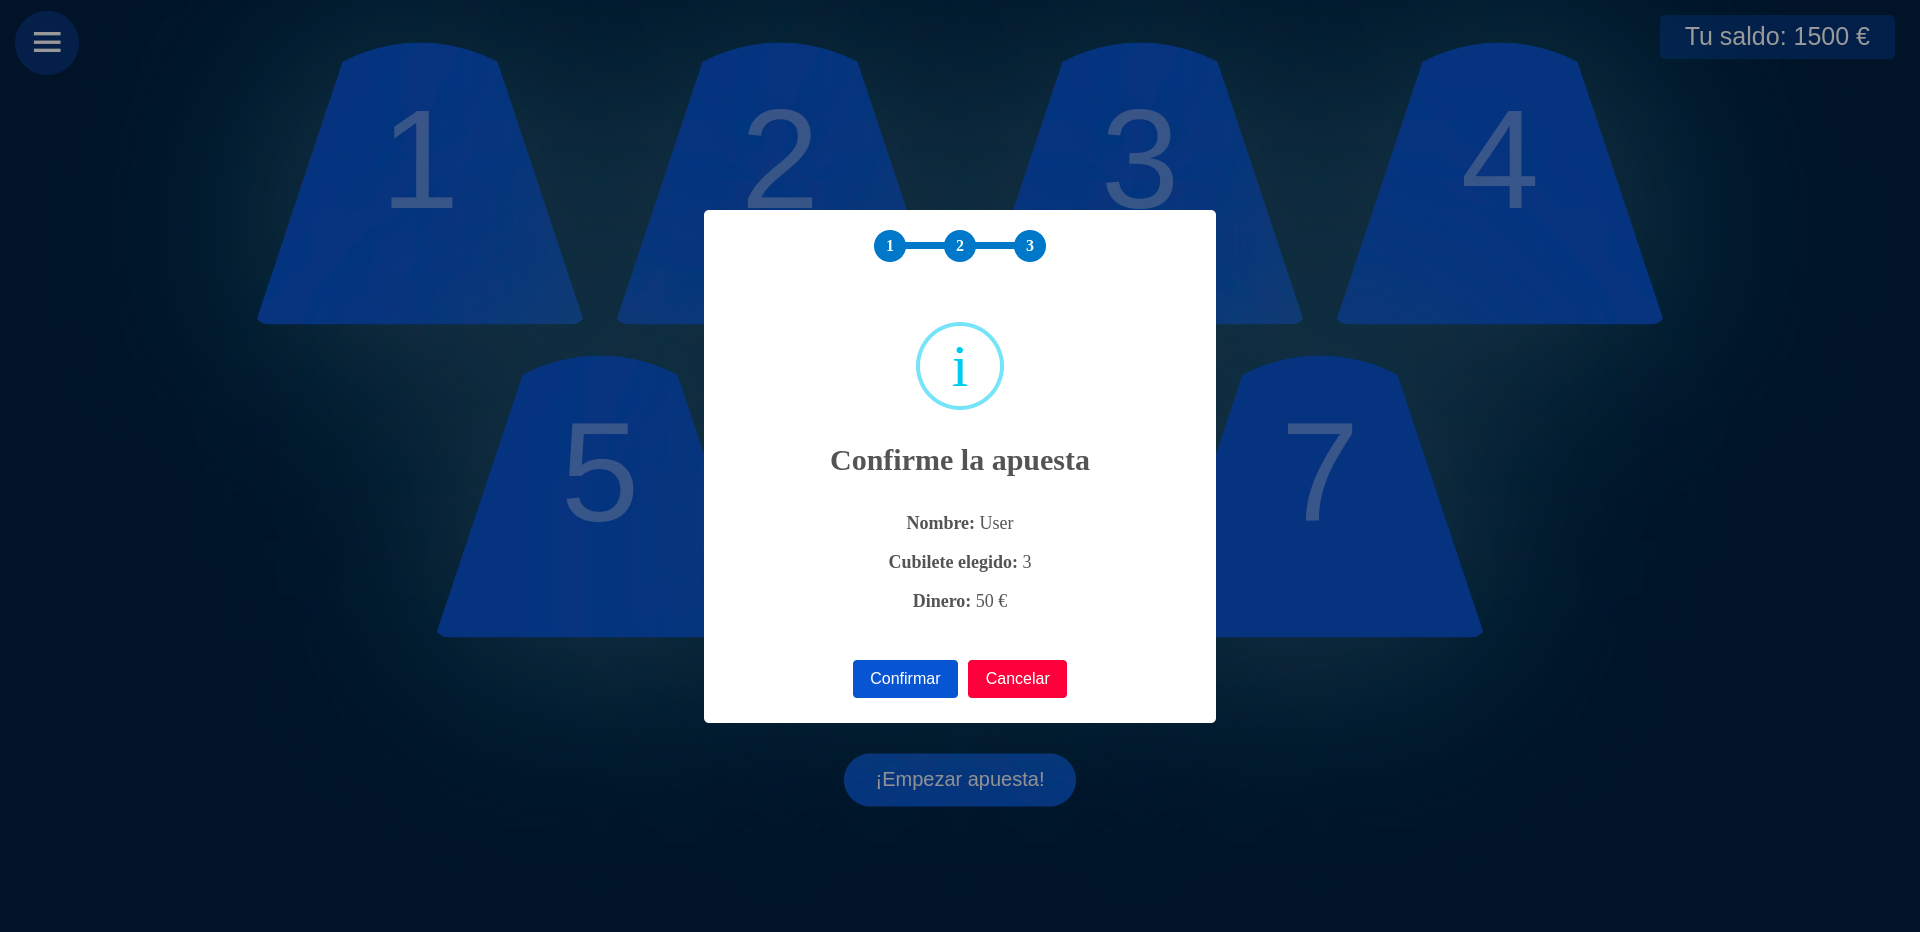 Tu saldo: 1500 €
1
2
3
4
1
2
3
i
Confirme la apuesta
Nombre: User
Cubilete elegido: 3
Dinero: 50 €
Confirmar
Cancelar
5
7
¡Empezar apuesta!